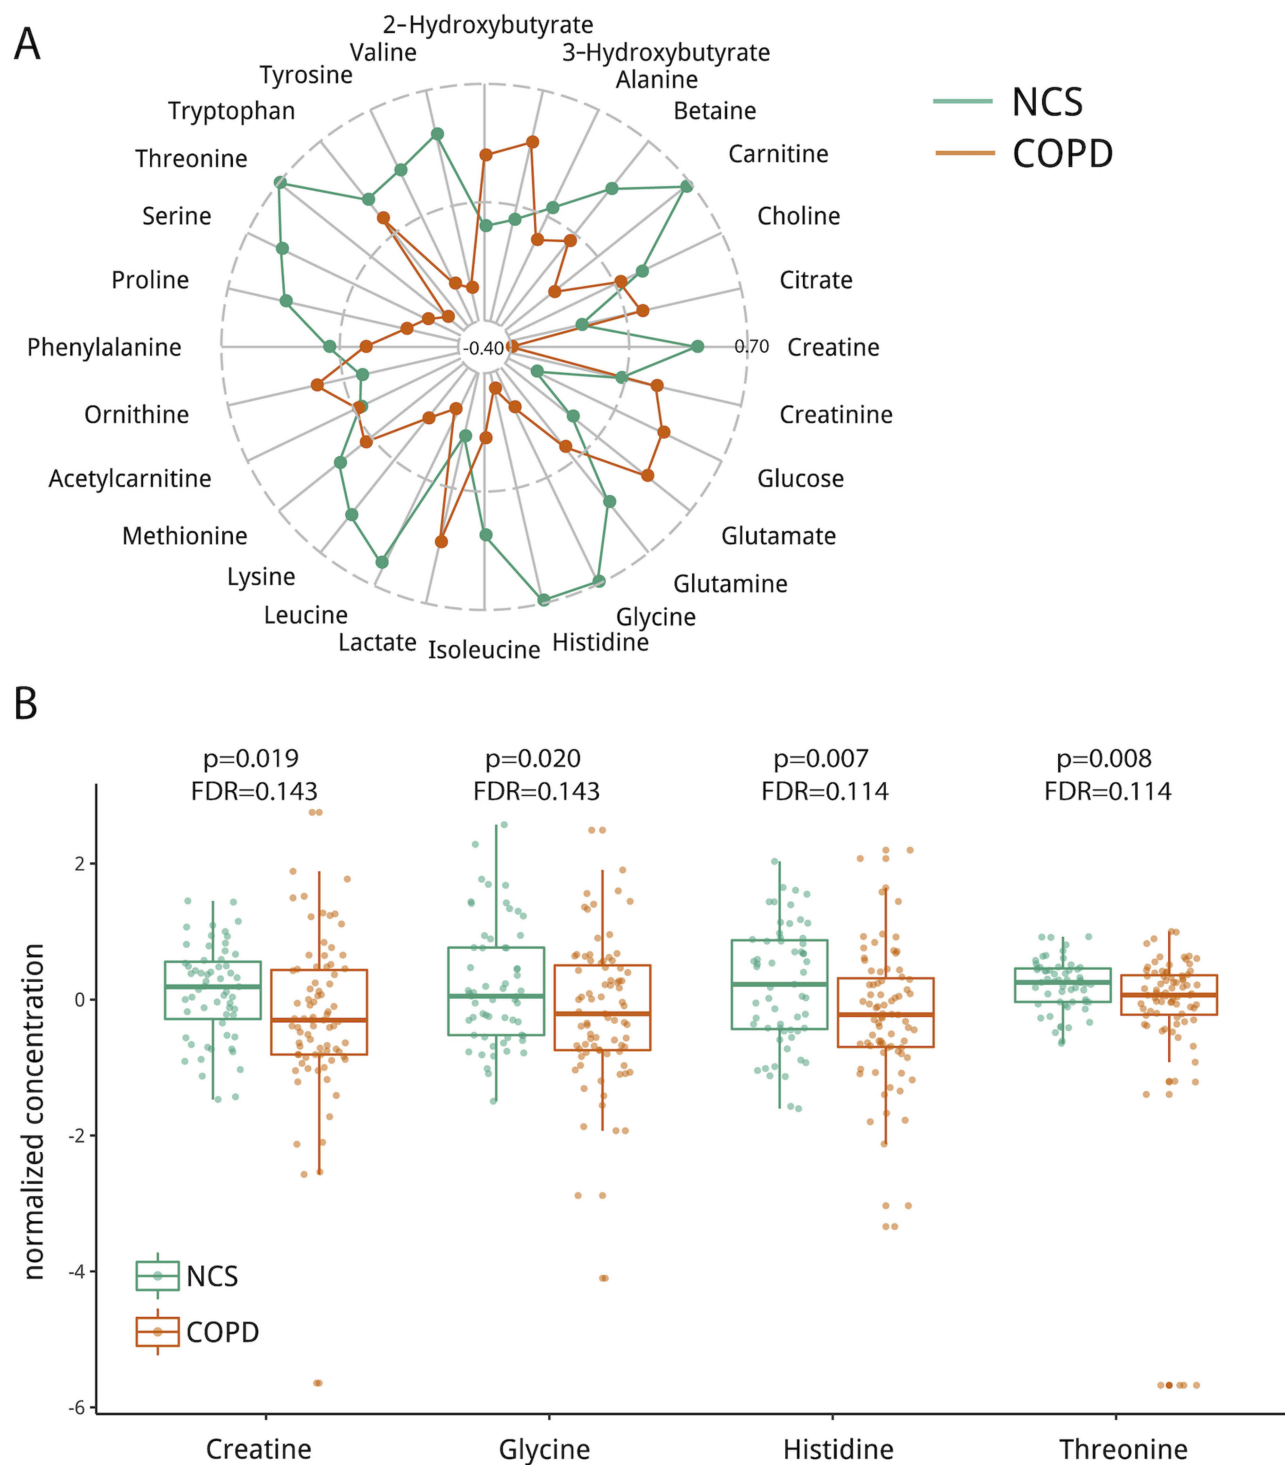 A
2-Hydroxybutyrate
Valine
3-Hydroxybutyrate
Tyrosine
Alanine
Tryptophan
Betaine
Threonine
Carnitine
Serine
Choline
Proline
Citrate
Phenylalanine
-0.40
0.70
Creatine
Ornithine
Creatinine
Acetylcarnitine
Glucose
Methionine
Glutamate
Lysine
Glutamine
Leucine
Glycine
Lactate
Isoleucine
Histidine
NCS
COPD
B
p=0.019
FDR=0.143
p=0.020
FDR=0.143
p=0.007
FDR=0.114
p=0.008
FDR=0.114
normalized concentration
2
0
-2
-4
-6
NCS
COPD
Creatine
Glycine
Histidine
Threonine